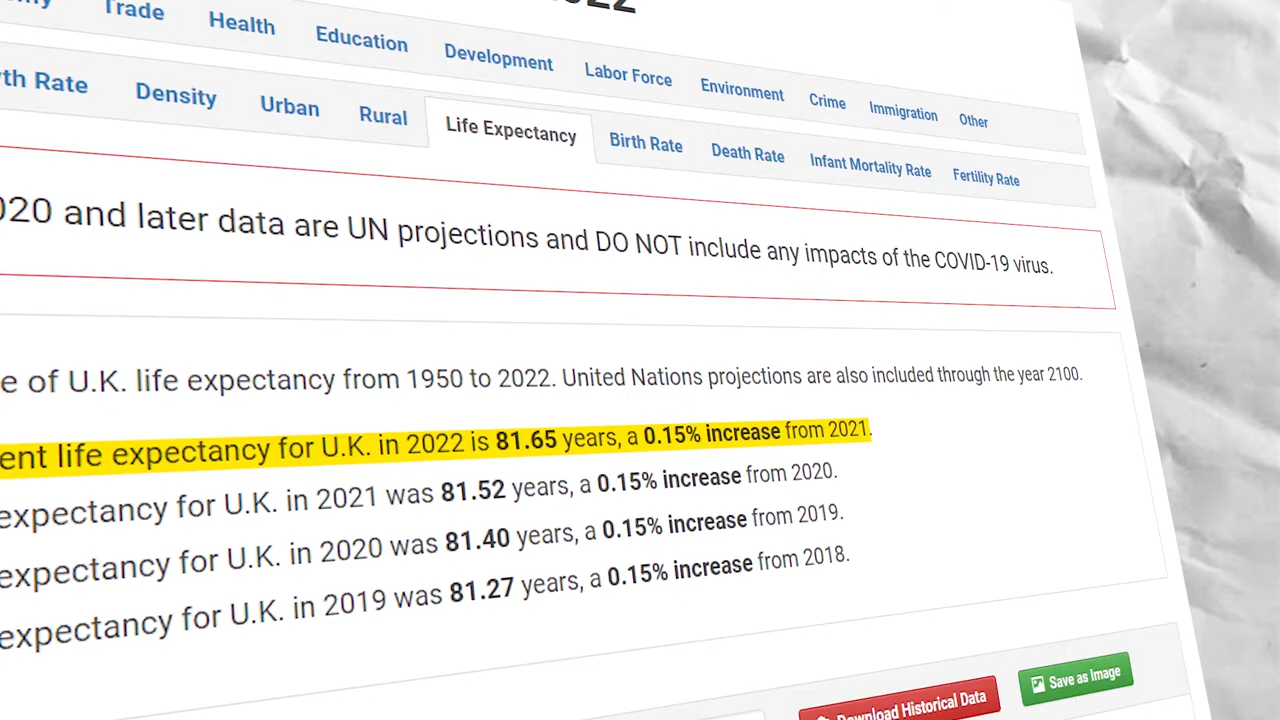 Trade Health Education Development Labor Force Environment Crime Immigration Other
Rate Density Urban Rural Life Expectancy Birth Rate Death Rate Infant Mortality Rate Fertility Rate
and later data are UN projections and DO NOT include any impacts of the COVID-19 virus.
of U.K. life expectancy from 1950 to 2022. United Nations projections are also included through the year 2100.
life expectancy for U.K. in 2022 is 81.65 years, a 0.15% increase from 2021.
expectancy for U.K. in 2021 was 81.52 years, a 0.15% increase from 2020.
expectancy for U.K. in 2020 was 81.40 years, a 0.15% increase from 2019.
expectancy for U.K. in 2019 was 81.27 years, a 0.15% increase from 2018.
Save as Image
Download Historical Data